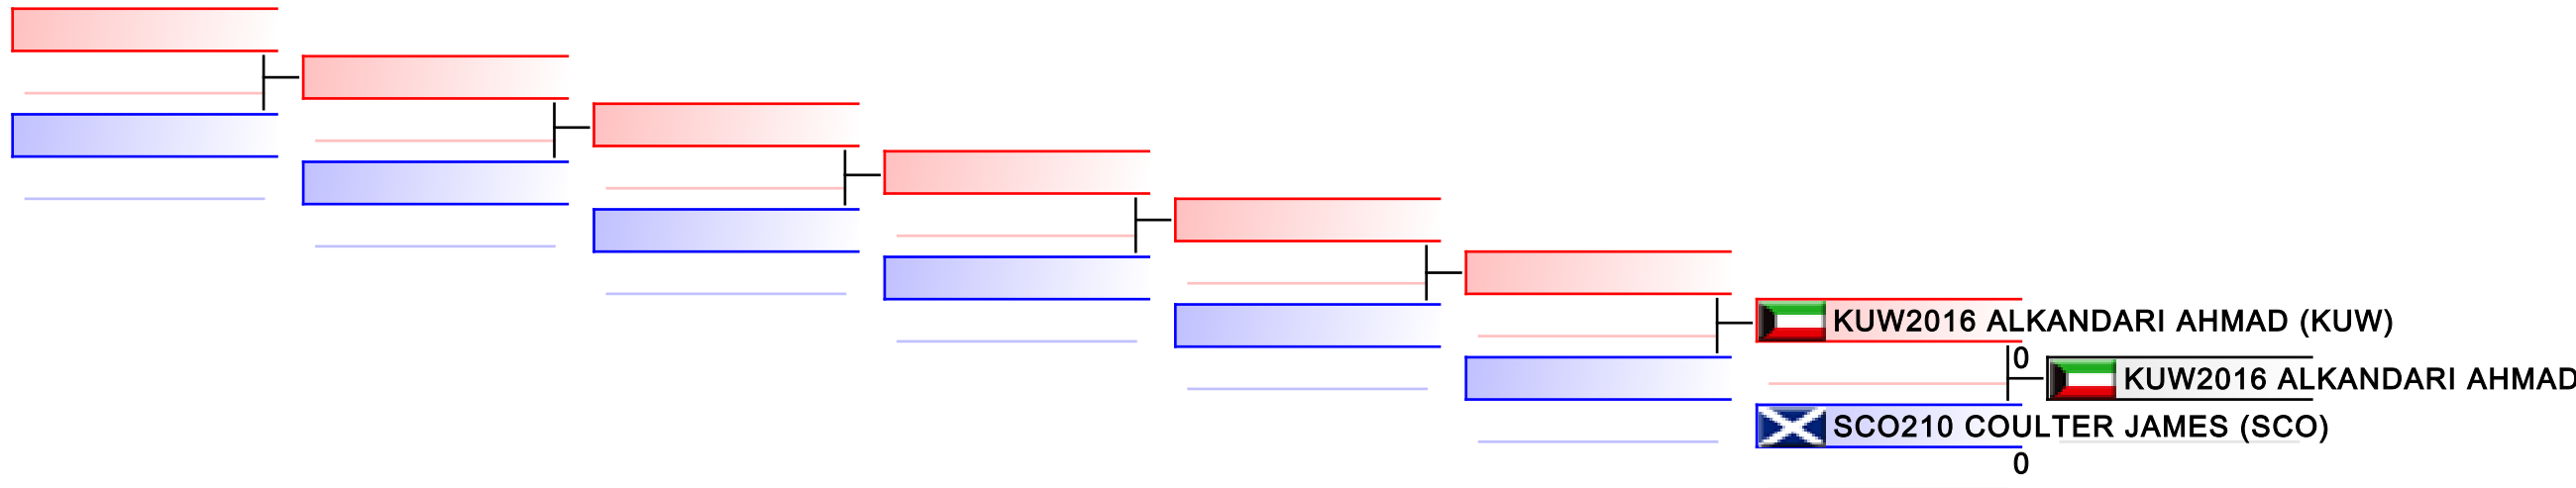 KUW2016 ALKANDARI AHMAD (KUW)
0
KUW2016 ALKANDARI AHMAD
SCO210 COULTER JAMES (SCO)
0